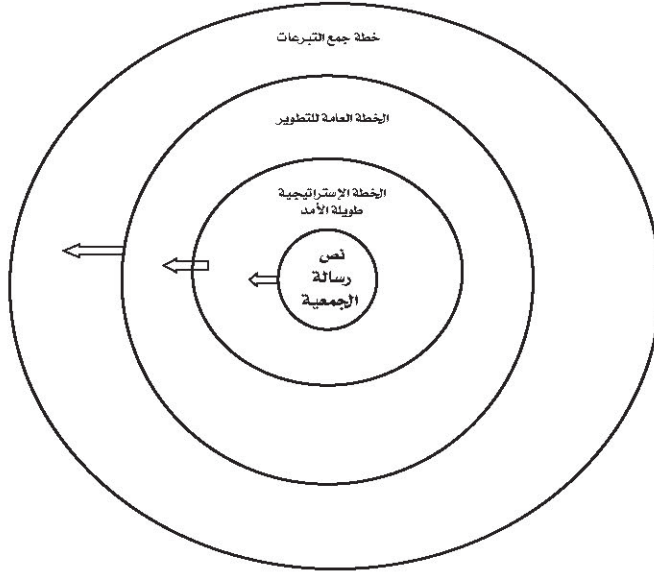 خطة جمع التبرعات
الخطة العامة للتطوير
الخطة الإستراتيجية
طويلة الأمد
نص
رسالة
الجمعية